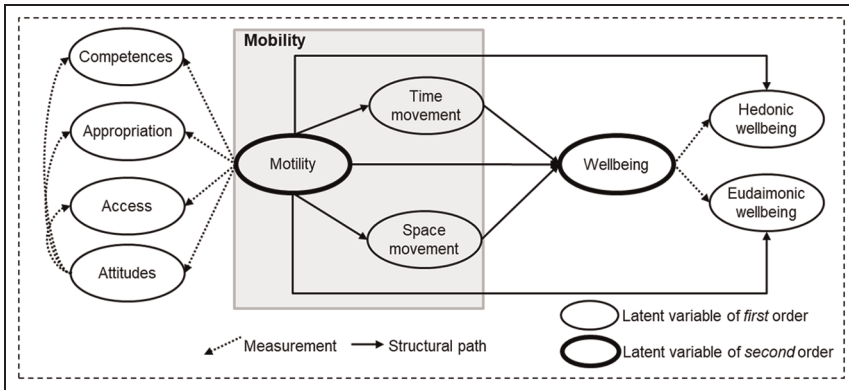 Mobility
Competences
Appropriation
Access
Attitudes
Motility
Time
movement
Space
movement
Wellbeing
Hedonic
wellbeing
Eudaimonic
wellbeing
Measurement
Structural path
Latent variable of first order
Latent variable of second order